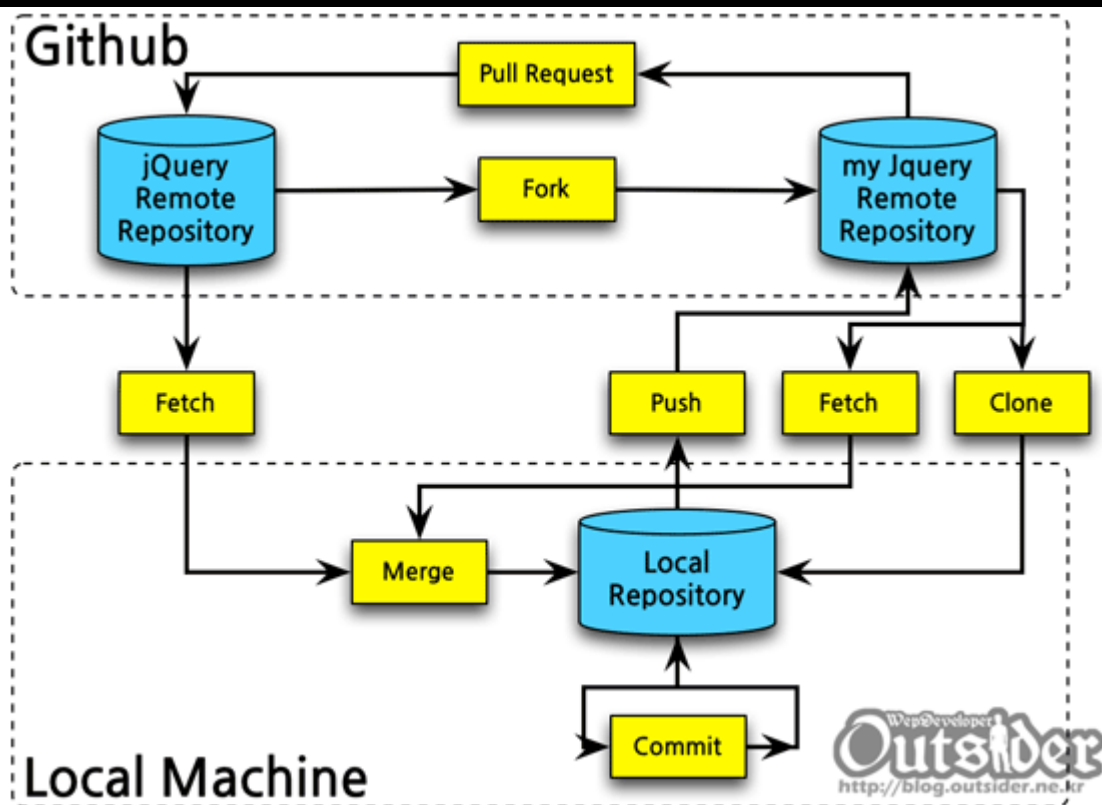 Github
Pull Request
jQuery
Remote
Repository
Fork
my Jquery
Remote
Repository
Fetch
Push
Fetch
Clone
Merge
Local
Repository
Commit
Local Machine
WepDeveloper
Outsider
http://blog.outsider.ne.kr